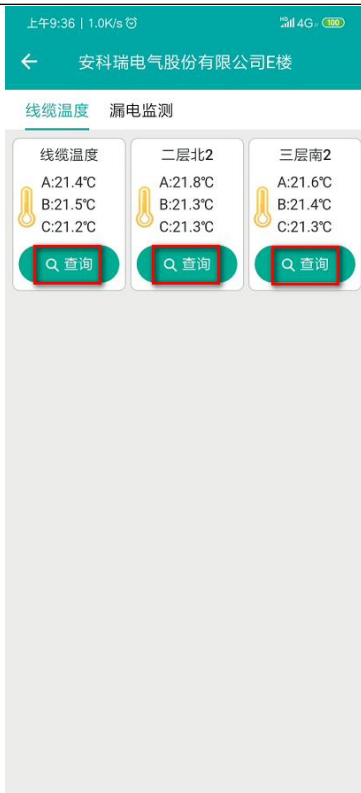 上午9:36 | 1.0K/s
HD 4G 100
安科瑞电气股份有限公司E楼
线缆温度 漏电监测
线缆温度
A:21.4℃
B:21.5℃
C:21.2℃
查询
二层北2
A:21.8℃
B:21.3℃
C:21.3℃
查询
三层南2
A:21.6℃
B:21.4℃
C:21.3℃
查询